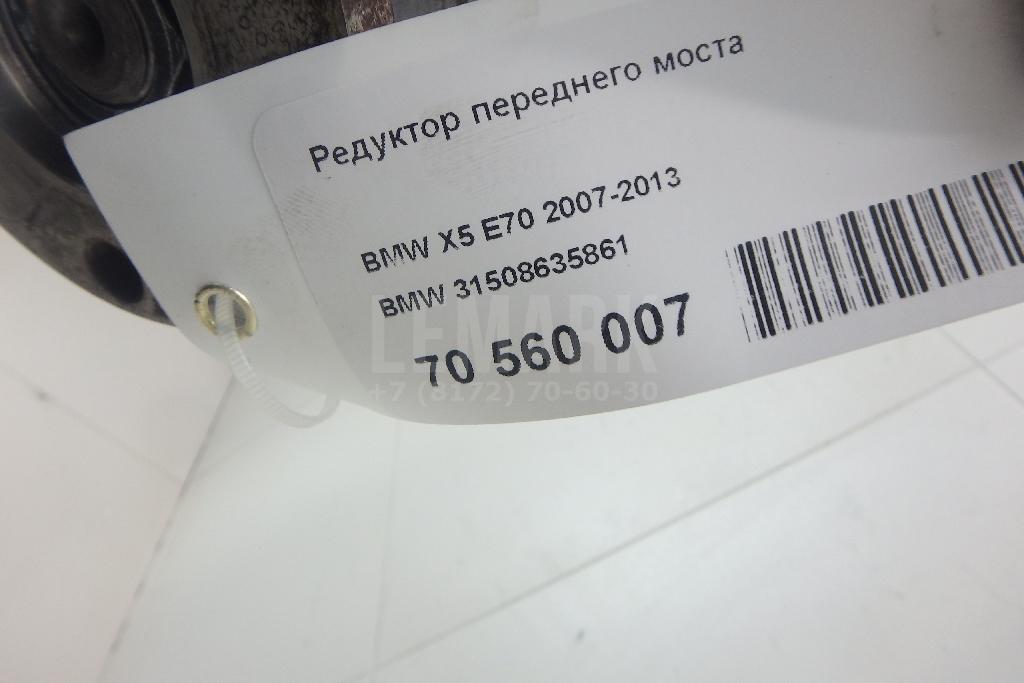 Редуктор переднего моста
BMW X5 E70 2007-2013
BMW 31508635861
70 560 007
LEMARK
+7 (8172) 70-60-30